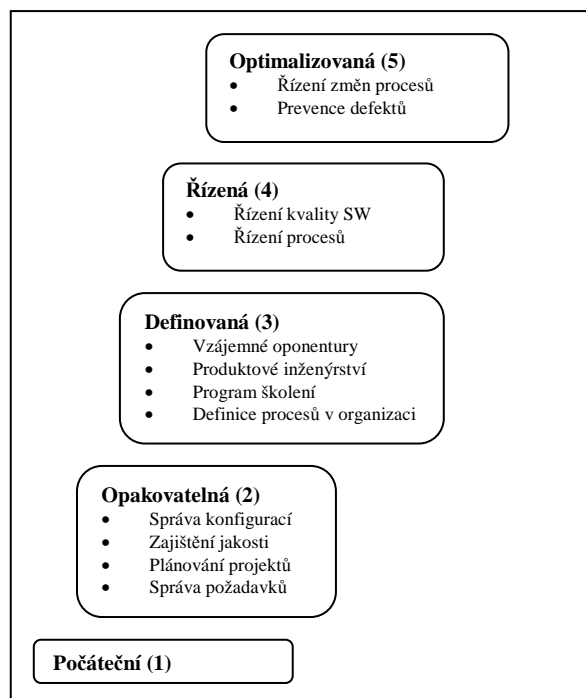 Optimalizovaná (5)
• Řízení změn procesů
• Prevence defektů
Řízená (4)
• Řízení kvality SW
• Řízení procesů
Definovaná (3)
• Vzájemné oponentury
• Produktové inženýrství
• Program školení
• Definice procesů v organizaci
Opakovatelná (2)
• Správa konfigurací
• Zajištění jakosti
• Plánování projektů
• Správa požadavků
Počáteční (1)